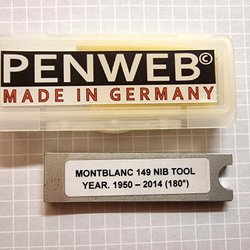 PENWEB©
MADE IN GERMANY
MONTBLANC 149 NIB TOOL
YEAR. 1950 – 2014 (180°)